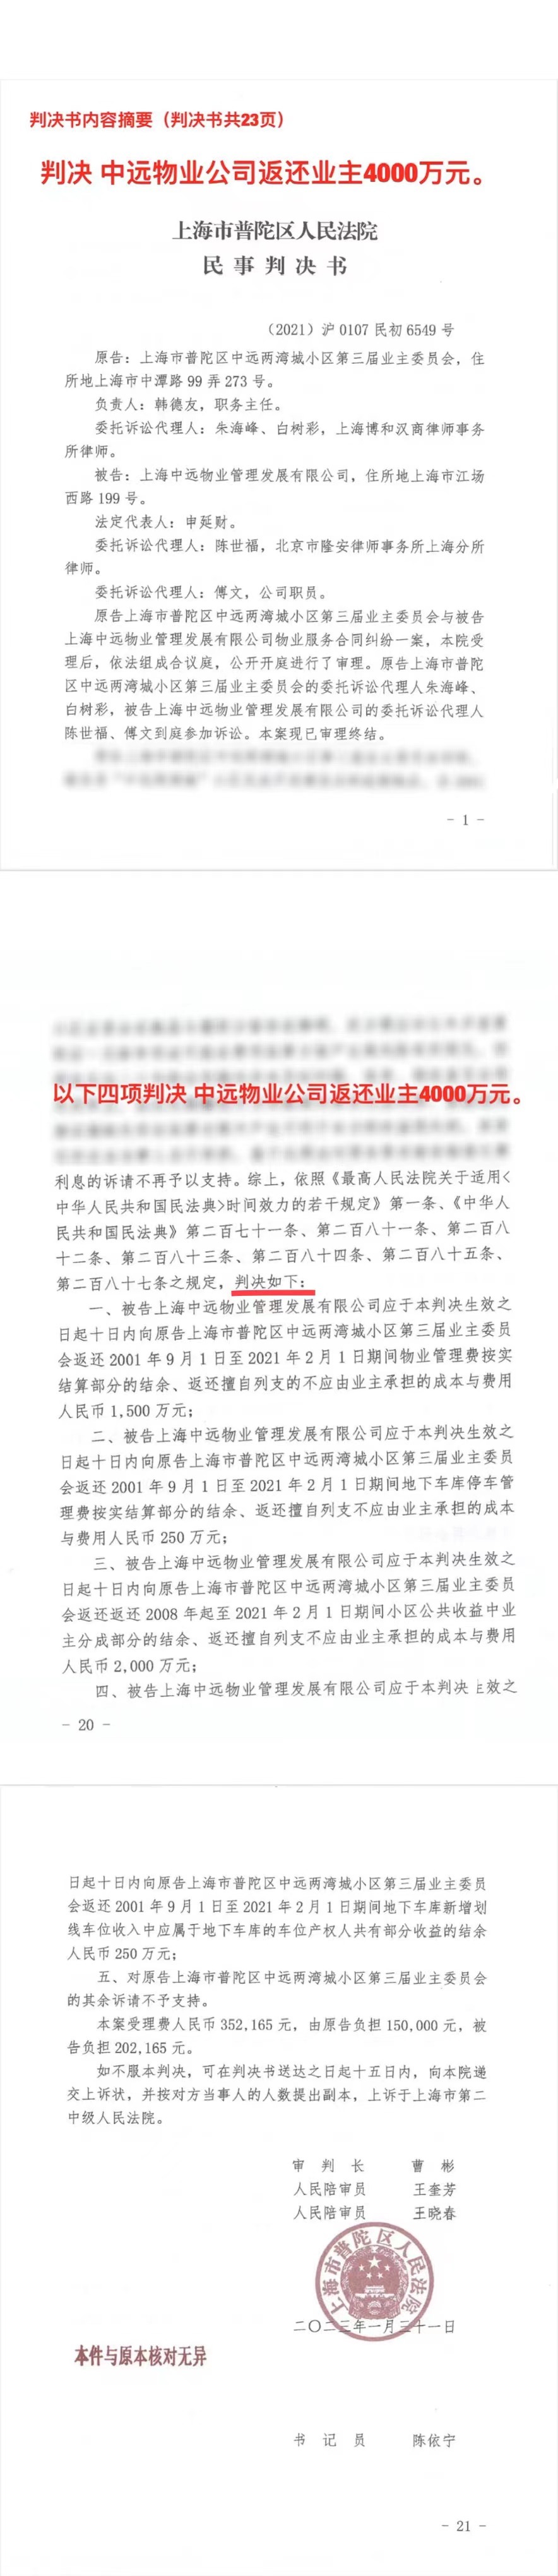 判决书内容摘要（判决书共23页）
判决 中远物业公司返还业主4000万元。
上海市普陀区人民法院
民事判决书
（2021）沪 0107 民初 6549 号
原告：上海市普陀区中远两湾城小区第三届业主委员会，住
所地上海市中潭路 99 弄 273 号。
负责人：韩德友，职务主任。
委托诉讼代理人：朱海峰、白树彩，上海博和汉商律师事务
所律师。
被告：上海中远物业管理发展有限公司，住所地上海市江场
西路 199 号。
法定代表人：申延财。
委托诉讼代理人：陈世福，北京市隆安律师事务所上海分所
律师。
委托诉讼代理人：傅文，公司职员。
原告上海市普陀区中远两湾城小区第三届业主委员会与被告
上海中远物业管理发展有限公司物业服务合同纠纷一案，本院受
理后，依法组成合议庭，公开开庭进行了审理。原告上海市普陀
区中远两湾城小区第三届业主委员会的委托诉讼代理人朱海峰、
白树彩，被告上海中远物业管理发展有限公司的委托诉讼代理人
陈世福、傅文到庭参加诉讼。本案现已审理终结。
- 1 -
以下四项判决 中远物业公司返还业主4000万元。
利息的诉请不再予以支持。综上，依照《最高人民法院关于适用<
中华人民共和国民法典>时间效力的若干规定》第一条、《中华人
民共和国民法典》第二百七十一条、第二百八十一条、第二百八
十二条、第二百八十三条、第二百八十四条、第二百八十五条、
第二百八十七条之规定，判决如下：
一、被告上海中远物业管理发展有限公司应于本判决生效之
日起十日内向原告上海市普陀区中远两湾城小区第三届业主委员
会返还 2001 年 9 月 1 日至 2021 年 2 月 1 日期间物业管理费按实
结算部分的结余、返还擅自列支的不应由业主承担的成本与费用
人民币 1,500 万元；
二、被告上海中远物业管理发展有限公司应于本判决生效之
日起十日内向原告上海市普陀区中远两湾城小区第三届业主委员
会返还 2001 年 9 月 1 日至 2021 年 2 月 1 日期间地下车库停车管
理费按实结算部分的结余、返还擅自列支不应由业主承担的成本
与费用人民币 250 万元；
三、被告上海中远物业管理发展有限公司应于本判决生效之
日起十日内向原告上海市普陀区中远两湾城小区第三届业主委员
会返还返还 2008 年起至 2021 年 2 月 1 日期间小区公共收益中业
主分成部分的结余、返还擅自列支不应由业主承担的成本与费用
人民币 2,000 万元；
四、被告上海中远物业管理发展有限公司应于本判决生效之
- 20 -
日起十日内向原告上海市普陀区中远两湾城小区第三届业主委员
会返还 2001 年 9 月 1 日至 2021 年 2 月 1 日期间地下车库新增划
线车位收入中应属于地下车库的车位产权人共有部分收益的结余
人民币 250 万元；
五、对原告上海市普陀区中远两湾城小区第三届业主委员会
的其余诉请不予支持。
本案受理费人民币 352,165 元，由原告负担 150,000 元，被
告负担 202,165 元。
如不服本判决，可在判决书送达之日起十五日内，向本院递
交上诉状，并按对方当事人的人数提出副本，上诉于上海市第二
中级人民法院。
审判长 曹彬
人民陪审员 王奎芳
人民陪审员 王晓春
上海市普陀区人民法院
二〇二三年一月三十一日
本件与原本核对无异
书记员 陈依宁
- 21 -